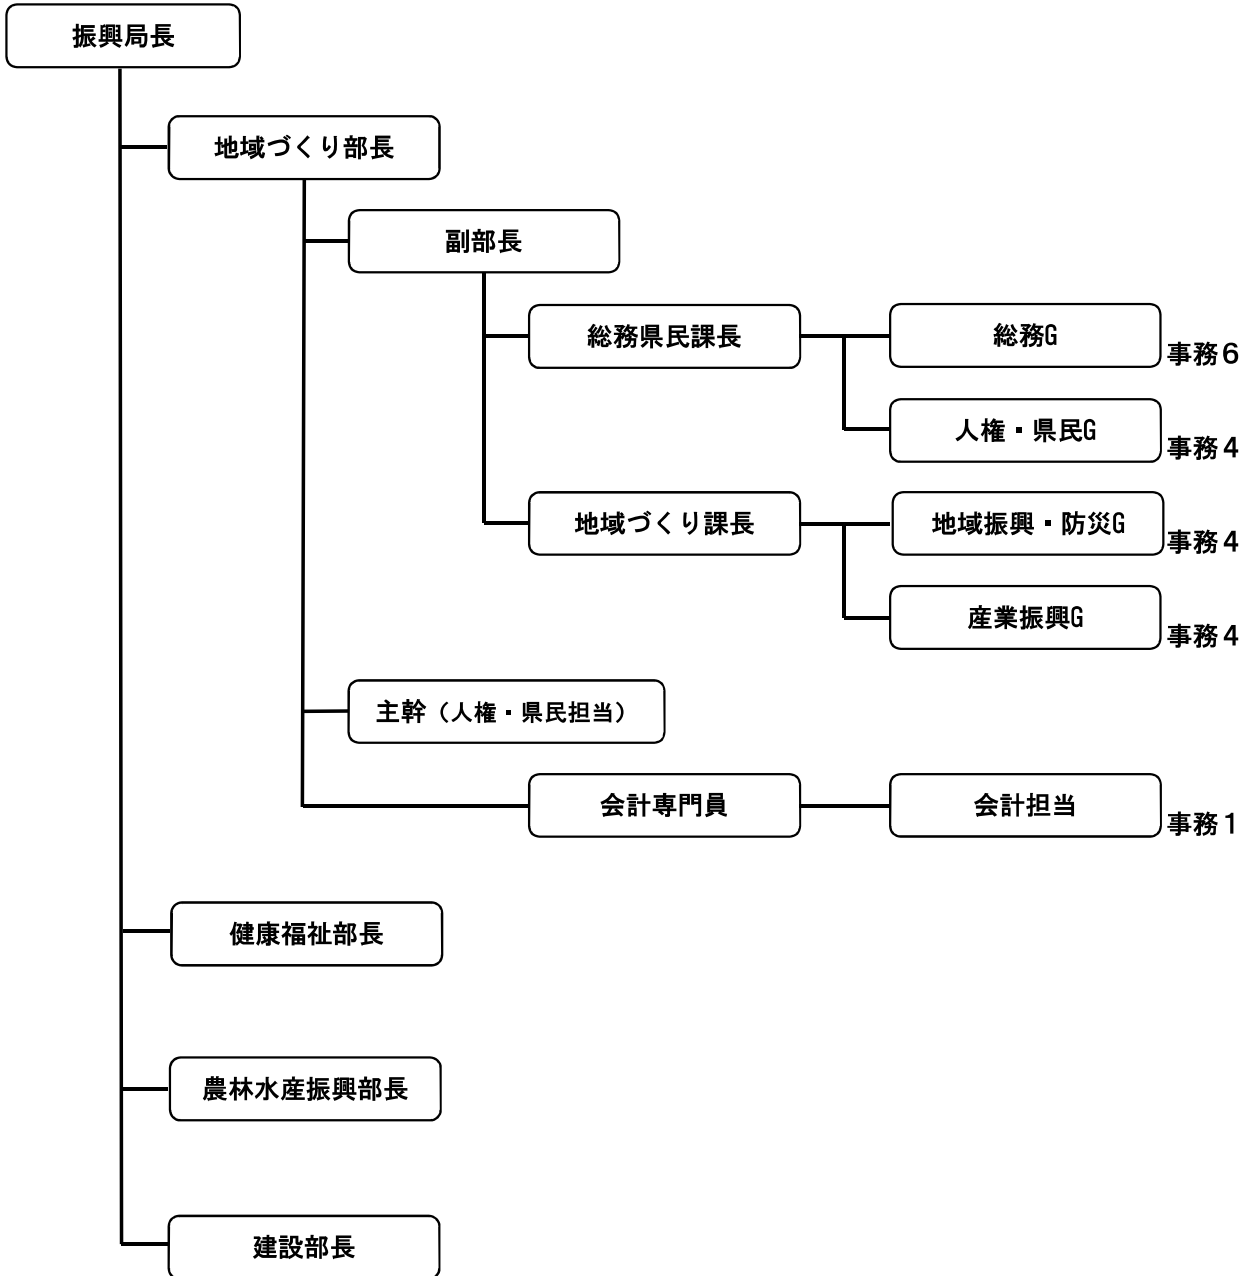 振興局長
地域づくり部長
副部長
総務県民課長
総務G
事務6
人権・県民G
事務4
地域づくり課長
地域振興・防災G
事務4
産業振興G
事務4
主幹（人権・県民担当）
会計専門員
会計担当
事務1
健康福祉部長
農林水産振興部長
建設部長